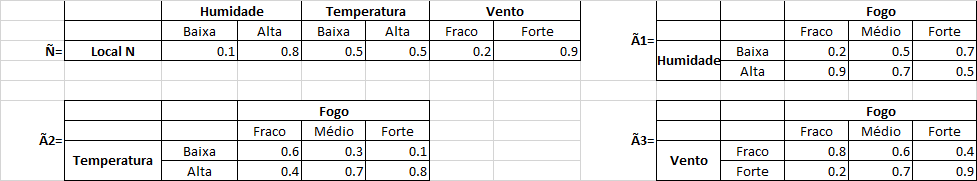 Humidade Temperatura Vento
Baixa Alta Baixa Alta Fraco Forte
Ñ= Local N 0.1 0.8 0.5 0.5 0.2 0.9
Fogo
Fraco Médio Forte
Ã1= Humidade Baixa 0.2 0.5 0.7
Alta 0.9 0.7 0.5
Fogo
Fraco Médio Forte
Ã2= Temperatura Baixa 0.6 0.3 0.1
Alta 0.4 0.7 0.8
Fogo
Fraco Médio Forte
Ã3= Vento Fraco 0.8 0.6 0.4
Forte 0.2 0.7 0.9